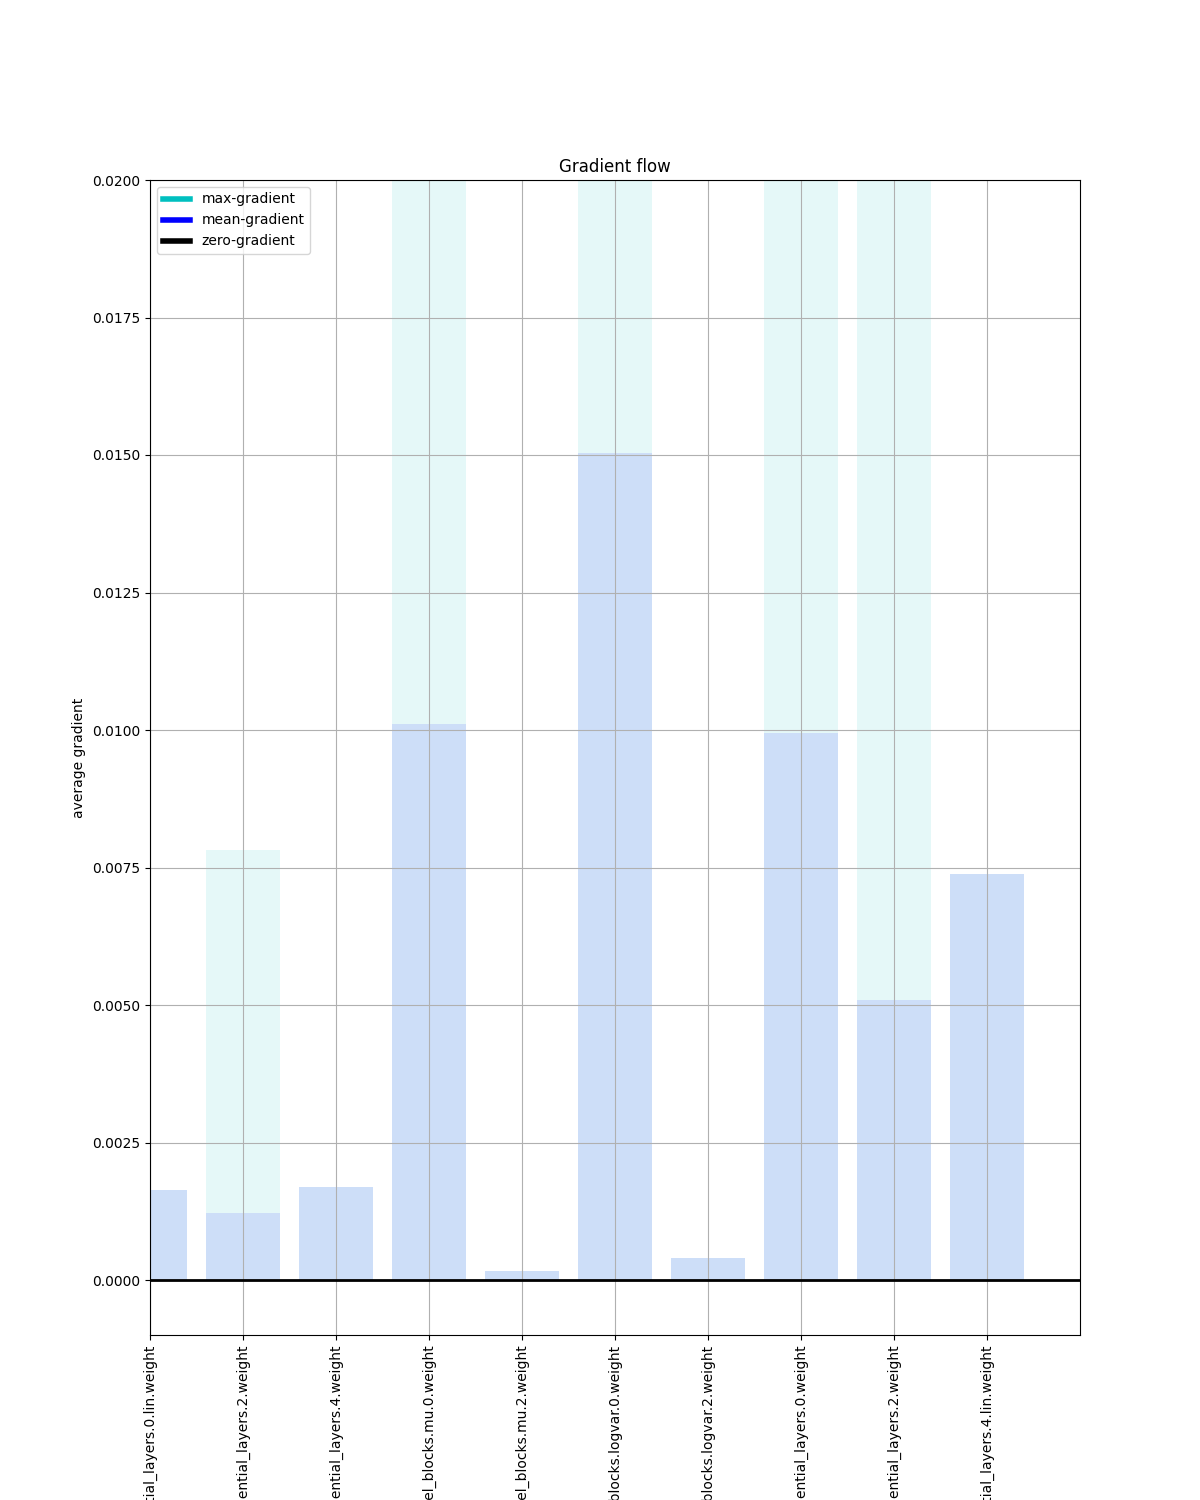 Gradient flow
max-gradient
mean-gradient
zero-gradient
0.0200
0.0175
0.0150
0.0125
0.0100
0.0075
0.0050
0.0025
0.0000
average gradient
tial_layers.0.lin.weight
ential_layers.2.weight
ential_layers.4.weight
el_blocks.mu.0.weight
el_blocks.mu.2.weight
blocks.logvar.0.weight
blocks.logvar.2.weight
ential_layers.0.weight
ential_layers.2.weight
tial_layers.4.lin.weight